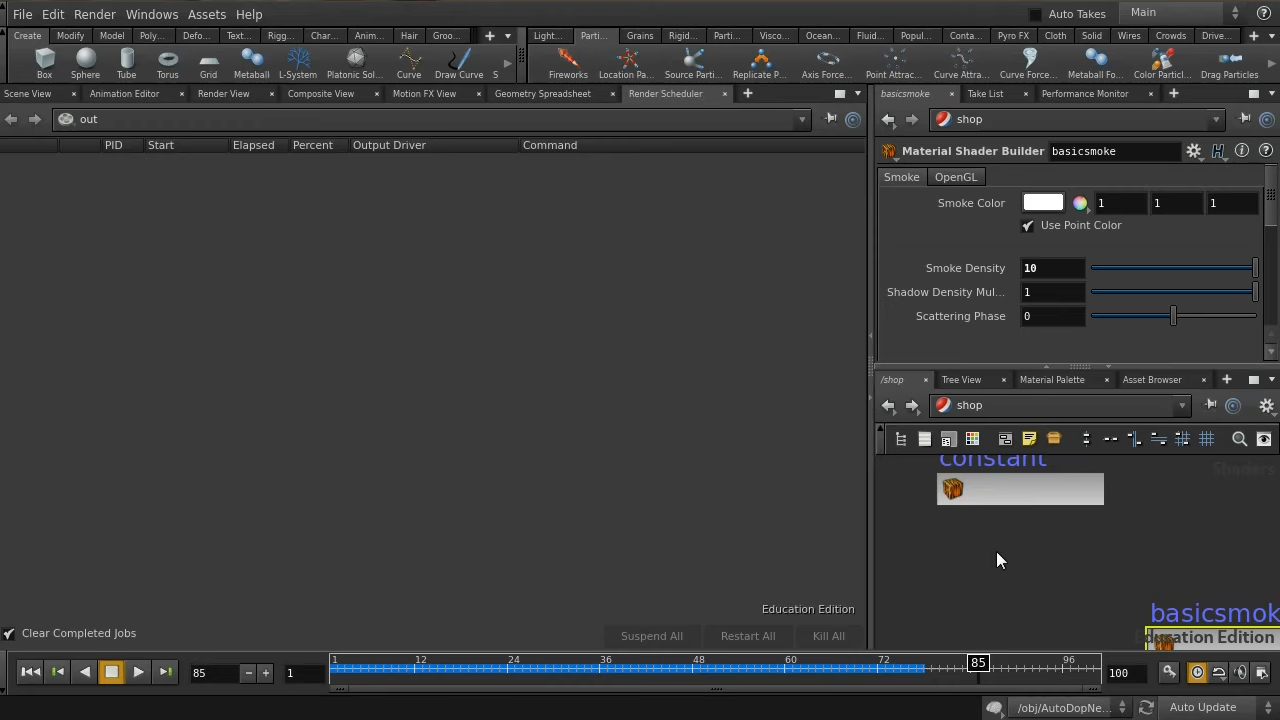 File Edit Render Windows Assets Help Auto Takes Main
Create Modify Model Poly... Defo... Text... Rigg... Char... Anim... Hair Groo... Light... Parti... Grains Rigid... Parti... Visco... Ocean... Fluid... Popul... Conta... Pyro FX Cloth Solid Wires Crowds Drive...
Box Sphere Tube Torus Grid Metaball L-System Platonic Sol... Curve Draw Curve S Fireworks Location Pa... Source Parti... Replicate P... Axis Force... Point Attrac... Curve Attra... Curve Force... Metaball Fo... Color Particl... Drag Particles
Scene View Animation Editor Render View Composite View Motion FX View Geometry Spreadsheet Render Scheduler
out
PID Start Elapsed Percent Output Driver Command
Education Edition
Clear Completed Jobs Suspend All Restart All Kill All
basicsmoke Take List Performance Monitor
shop
Material Shader Builder basicsmoke
Smoke OpenGL
Smoke Color 1 1 1
Use Point Color
Smoke Density 10
Shadow Density Mul... 1
Scattering Phase 0
/shop Tree View Material Palette Asset Browser
shop
constant
Shaders
basicsmok
Education Edition
85 1 1 12 24 36 48 60 72 85 96 100
/obj/AutoDopNe... Auto Update